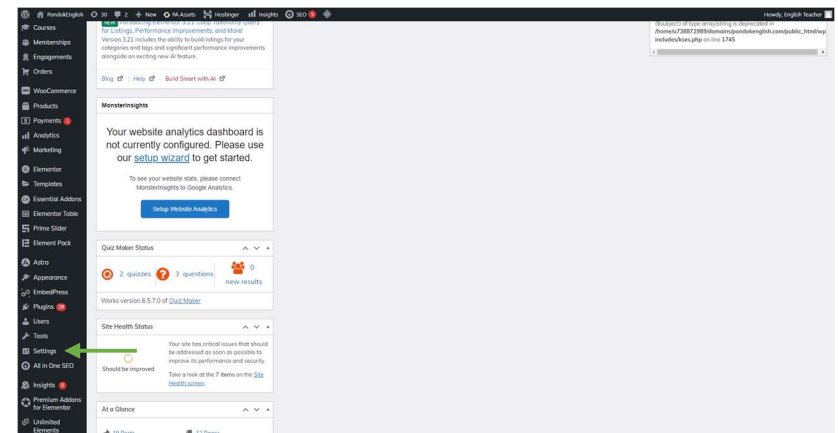 PondokEnglish 30 2 + New PA Assets Hostinger Insights SEO 5 Howdy, English Teacher
Courses
Memberships
Engagements
Orders
WooCommerce
Products
Payments 1
Analytics
Marketing
Elementor
Templates
Essential Addons
Elementor Table
Prime Slider
Element Pack
Astra
Appearance
EmbedPress
Plugins 28
Users
Tools
Settings
All in One SEO
Insights 5
Premium Addons
for Elementor
Unlimited
Elements
NEW Introducing Elementor 3.21: Loop Taxonomy Query
for Listings, Performance Improvements, and More!
Version 3.21 includes the ability to build listings for your
categories and tags and significant performance improvements
alongside an exciting new AI feature.
Blog Help Build Smart with AI
MonsterInsights
Your website analytics dashboard is
not currently configured. Please use
our setup wizard to get started.
To see your website stats, please connect
MonsterInsights to Google Analytics.
Setup Website Analytics
Quiz Maker Status
2 quizzes 3 questions 0
new results
Works version 6.5.7.0 of Quiz Maker
Site Health Status
Should be improved
Your site has critical issues that should
be addressed as soon as possible to
improve its performance and security.
Take a look at the 7 items on the Site
Health screen.
At a Glance
($subject) of type array|string is deprecated in
/home/u738872989/domains/pondokenglish.com/public_html/wp-
includes/kses.php on line 1745